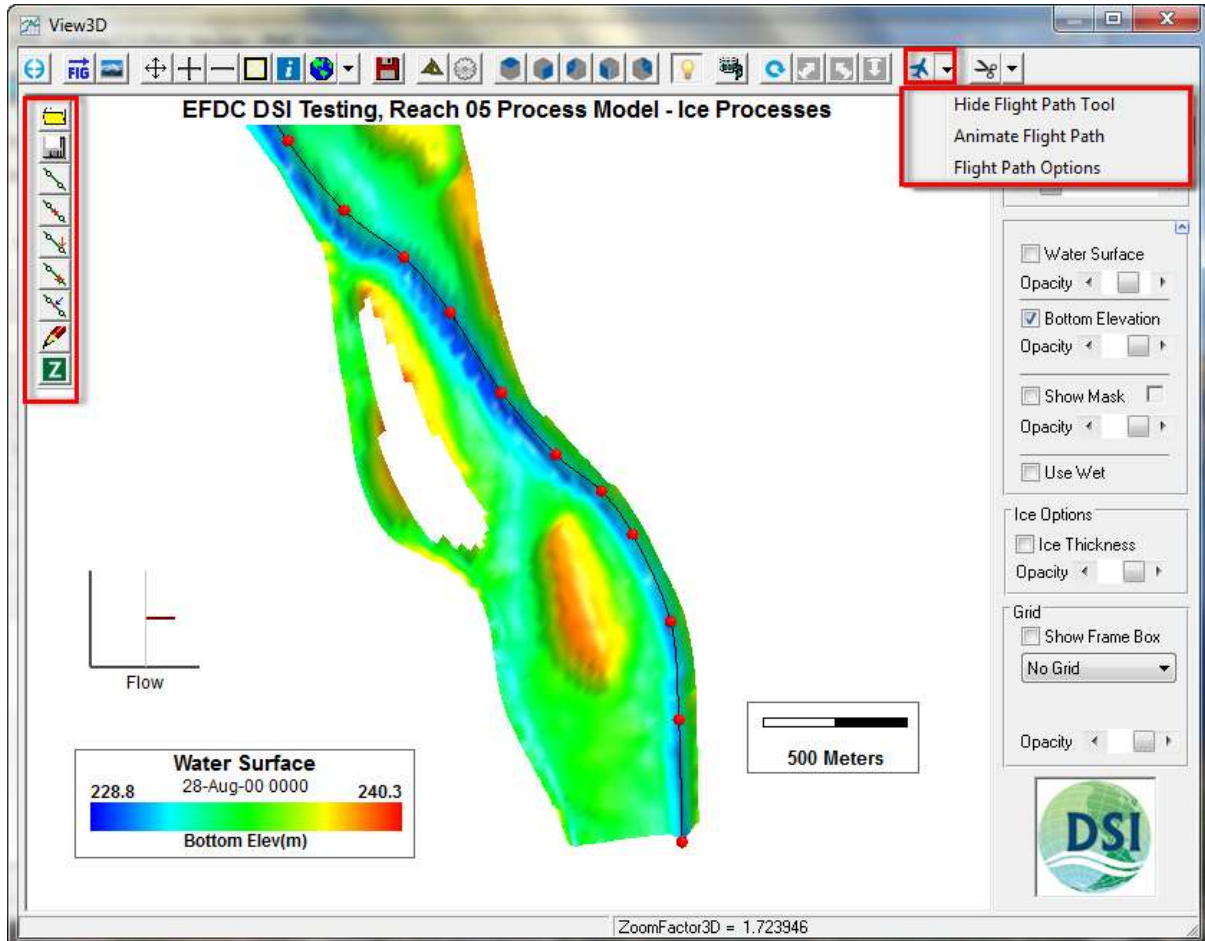 View3D
FIG
EFDC DSI Testing, Reach 05 Process Model - Ice Processes
Hide Flight Path Tool
Animate Flight Path
Flight Path Options
Z
Water Surface
Opacity
Bottom Elevation
Opacity
Show Mask
Opacity
Use Wet
Ice Options
Ice Thickness
Opacity
Grid
Show Frame Box
No Grid
Opacity
Flow
500 Meters
Water Surface
28-Aug-00 0000
228.8
240.3
Bottom Elev(m)
DSI
ZoomFactor3D = 1.723946